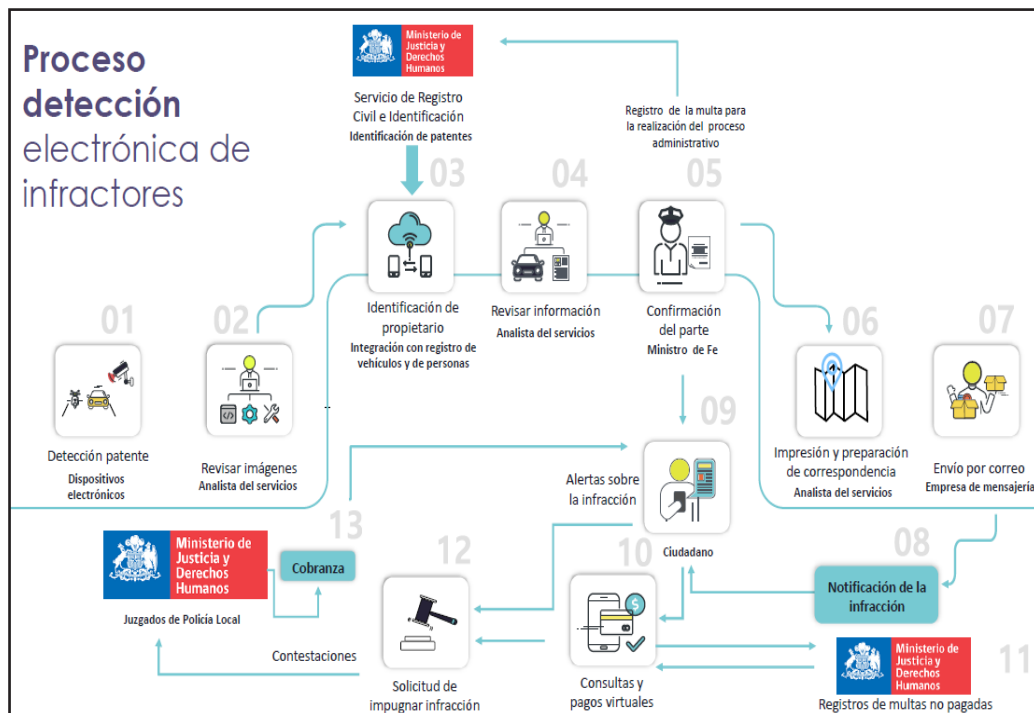 Proceso
detección
electrónica de
infractores
Ministerio de
Justicia y
Derechos
Humanos
Servicio de Registro
Civil e Identificación
Identificación de patentes
Registro de la multa para
la realización del proceso
administrativo
01
Detección patente
Dispositivos
electrónicos
02
Revisar imágenes
Analista del servicios
03
Identificación de
propietario
Integración con registro de
vehículos y de personas
04
Revisar información
Analista del servicios
05
Confirmación
del parte
Ministro de Fe
06
Impresión y preparación
de correspondencia
Analista del servicios
07
Envío por correo
Empresa de mensajería
08
Notificación de la
infracción
09
Alertas sobre
la infracción
Ciudadano
10
Consultas y
pagos virtuales
11
Ministerio de
Justicia y
Derechos
Humanos
Registros de multas no pagadas
12
Solicitud de
impugnar infracción
Contestaciones
13
Cobranza
Ministerio de
Justicia y
Derechos
Humanos
Juzgados de Policía Local